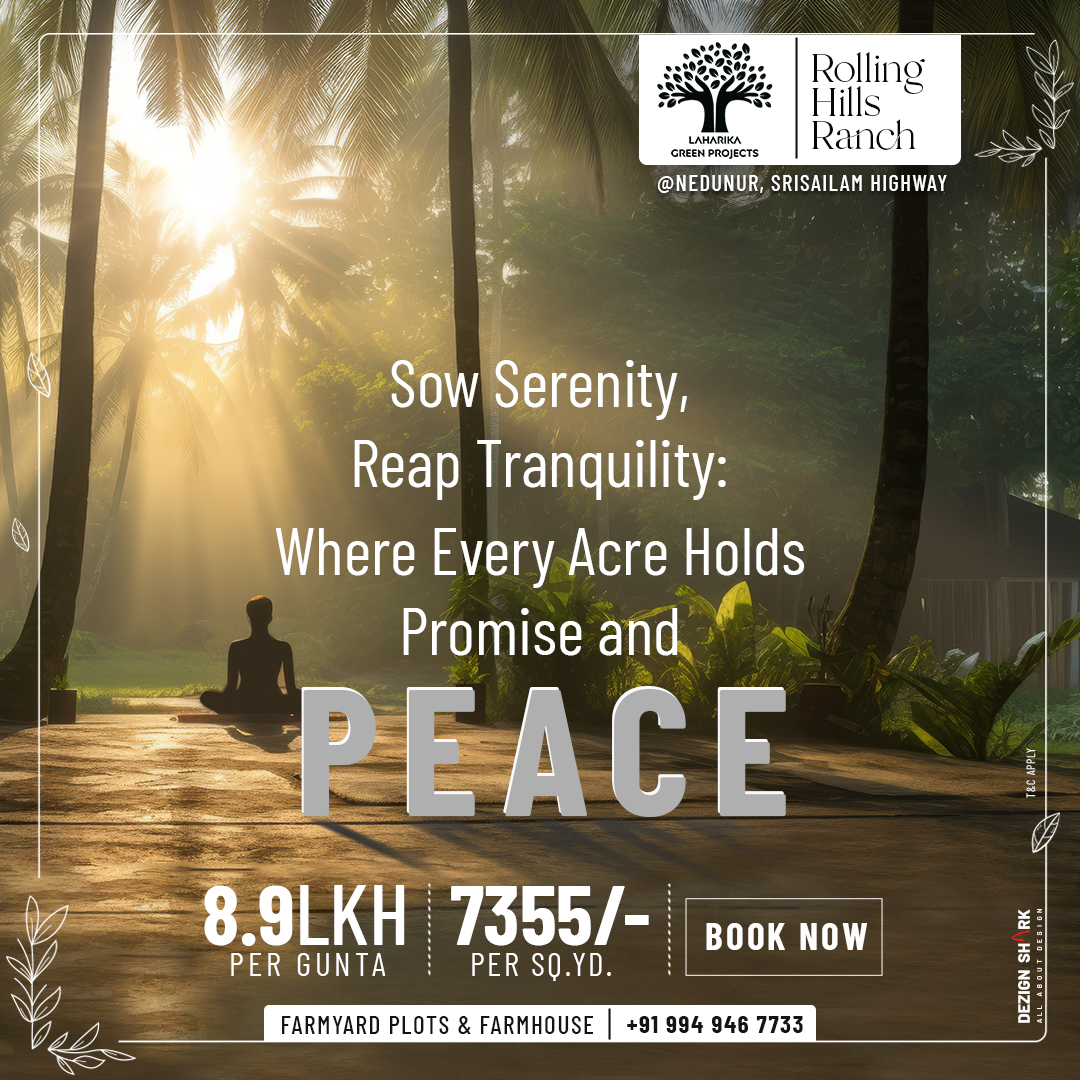 LAHARIKA
GREEN PROJECTS
Rolling
Hills
Ranch
@NEDUNUR, SRISAILAM HIGHWAY
Sow Serenity,
Reap Tranquility:
Where Every Acre Holds
Promise and
PEACE
T&C APPLY
8.9LKH
PER GUNTA
7355/-
PER SQ.YD.
BOOK NOW
DEZIGN SHARK
ALL ABOUT DESIGN
FARMYARD PLOTS & FARMHOUSE | +91 994 946 7733